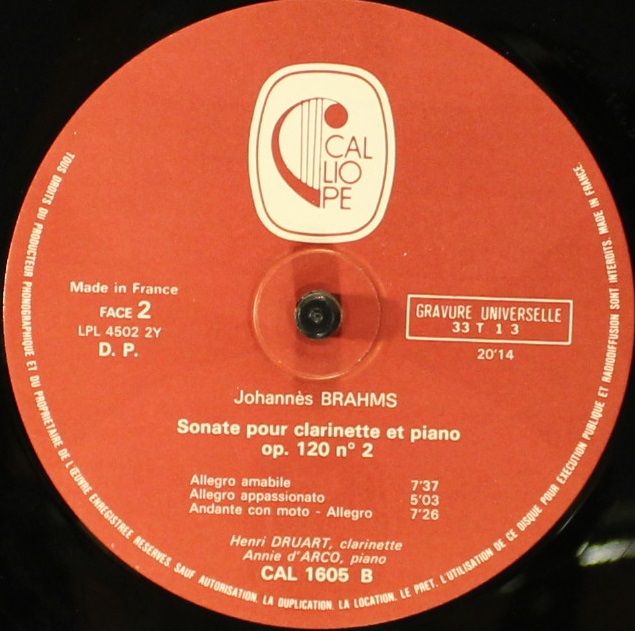 CAL
LIO
PE
Made in France
FACE 2
LPL 4502 2Y
D. P.
GRAVURE UNIVERSELLE
33 T 1 3
20'14
Johannès BRAHMS
Sonate pour clarinette et piano
op. 120 n° 2
Allegro amabile 7'37
Allegro appassionato 5'03
Andante con moto - Allegro 7'26
Henri DRUART, clarinette
Annie d'ARCO, piano
CAL 1605 B
TOUS DROITS DU PRODUCTEUR PHONOGRAPHIQUE ET DU PROPRIETAIRE DE L'ŒUVRE ENREGISTREE RESERVES. SAUF AUTORISATION, LA DUPLICATION, LA LOCATION, LE PRET, L'UTILISATION DE CE DISQUE POUR EXECUTION PUBLIQUE ET RADIODIFFUSION SONT INTERDITS. MADE IN FRANCE.